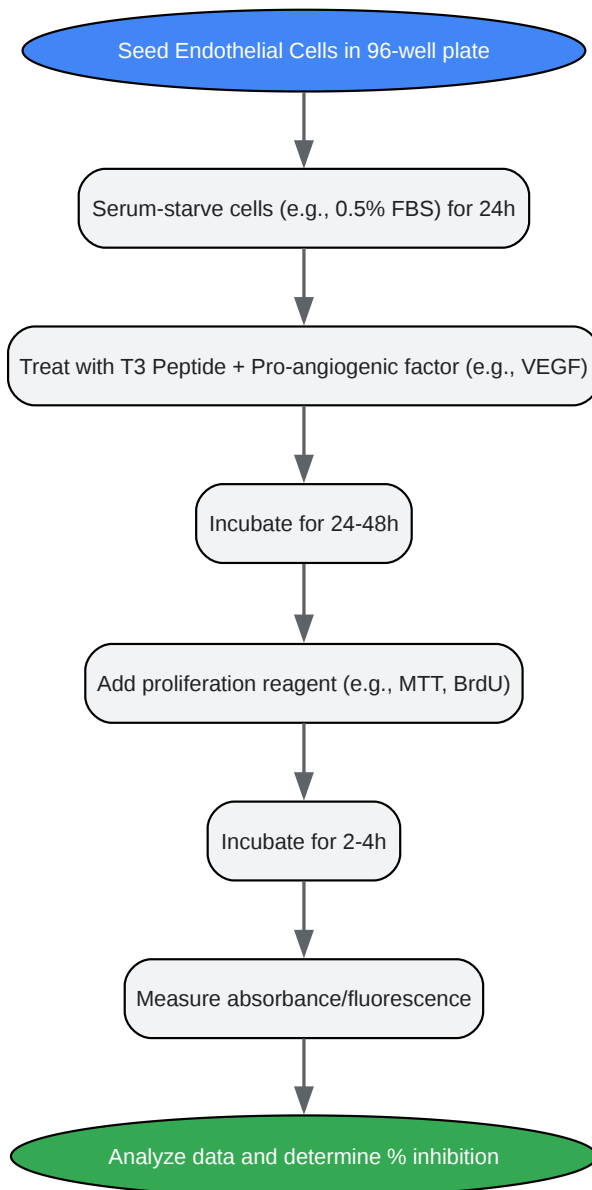 Seed Endothelial Cells in 96-well plate
Serum-starve cells (e.g., 0.5% FBS) for 24h
Treat with T3 Peptide + Pro-angiogenic factor (e.g., VEGF)
Incubate for 24-48h
Add proliferation reagent (e.g., MTT, BrdU)
Incubate for 2-4h
Measure absorbance/fluorescence
Analyze data and determine % inhibition